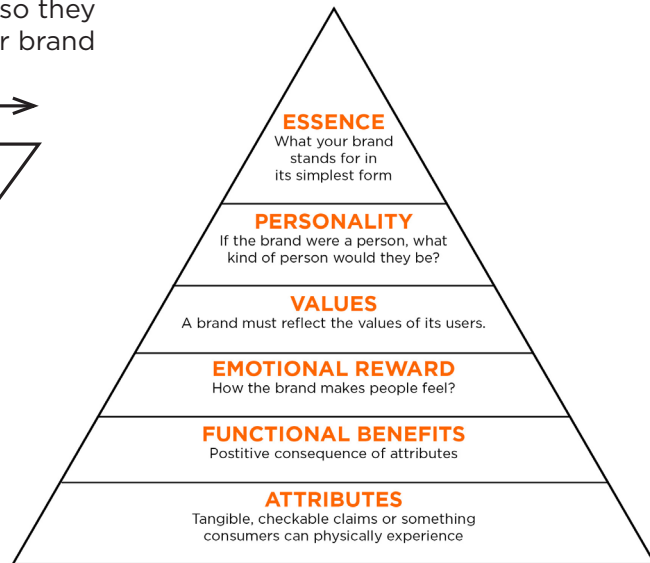 so they
r brand
ESSENCE
What your brand
stands for in
its simplest form
PERSONALITY
If the brand were a person, what
kind of person would they be?
VALUES
A brand must reflect the values of its users.
EMOTIONAL REWARD
How the brand makes people feel?
FUNCTIONAL BENEFITS
Postitive consequence of attributes
ATTRIBUTES
Tangible, checkable claims or something
consumers can physically experience